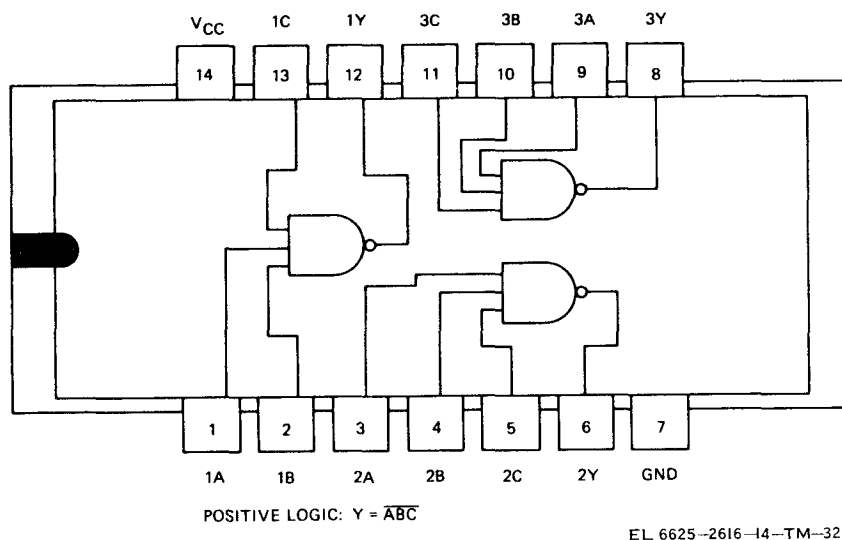 VCC 1C 1Y 3C 3B 3A 3Y
14 13 12 11 10 9 8
1 2 3 4 5 6 7
1A 1B 2A 2B 2C 2Y GND
POSITIVE LOGIC: Y = A̅B̅C̅
EL 6625-2616-14-TM-32